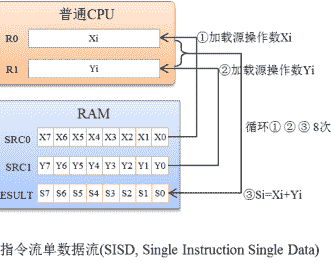 普通CPU
R0 Xi
①加载源操作数Xi
R1 Yi
②加载源操作数Yi
RAM
循环① ② ③ 8次
SRC0 X7 X6 X5 X4 X3 X2 X1 X0
SRC1 Y7 Y6 Y5 Y4 Y3 Y2 Y1 Y0
ESULT S7 S6 S5 S4 S3 S2 S1 S0
③Si=Xi+Yi
指令流单数据流(SISD, Single Instruction Single Data)